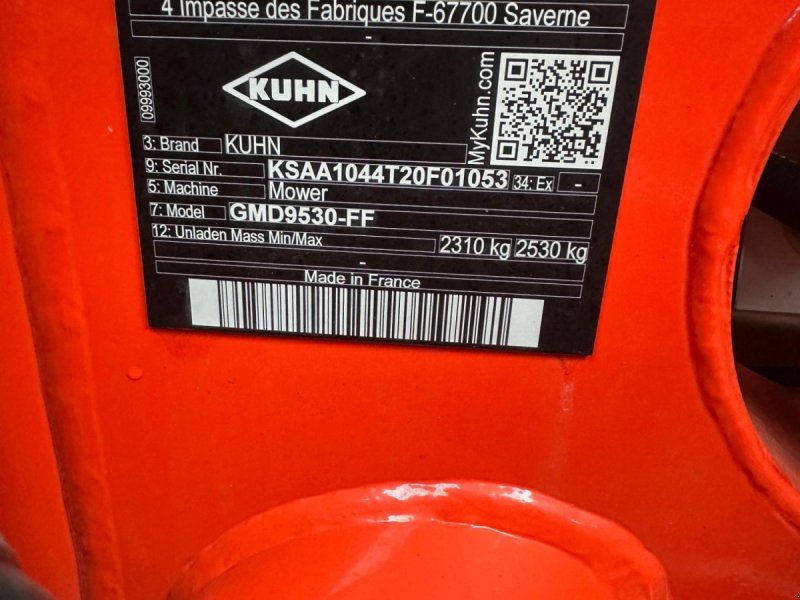 4 Impasse des Fabriques F-67700 Saverne
-
09993000
KUHN
MyKuhn.com
3: Brand KUHN
9: Serial Nr. KSAA1044T20F01053 34: Ex -
5: Machine Mower
7: Model GMD9530-FF
12: Unladen Mass Min/Max 2310 kg 2530 kg
-
Made in France